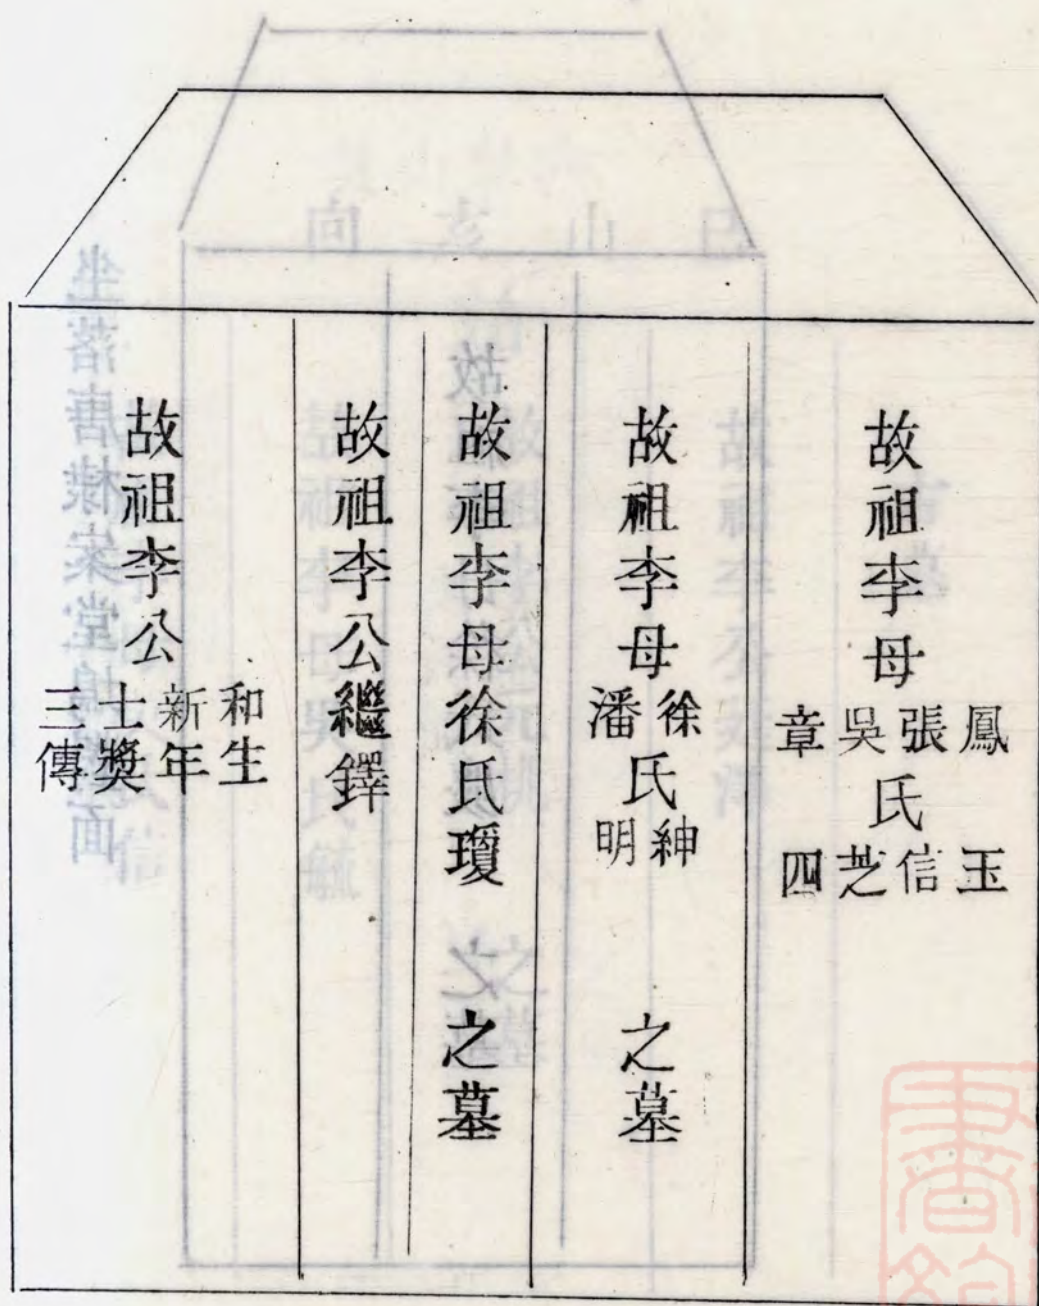 故祖李母鳳張吳章氏玉信芝四
故祖李母徐潘氏紳明之墓
故祖李母徐氏瓊之墓
故祖李公繼鐸
故祖李公和生新年士獎三傳